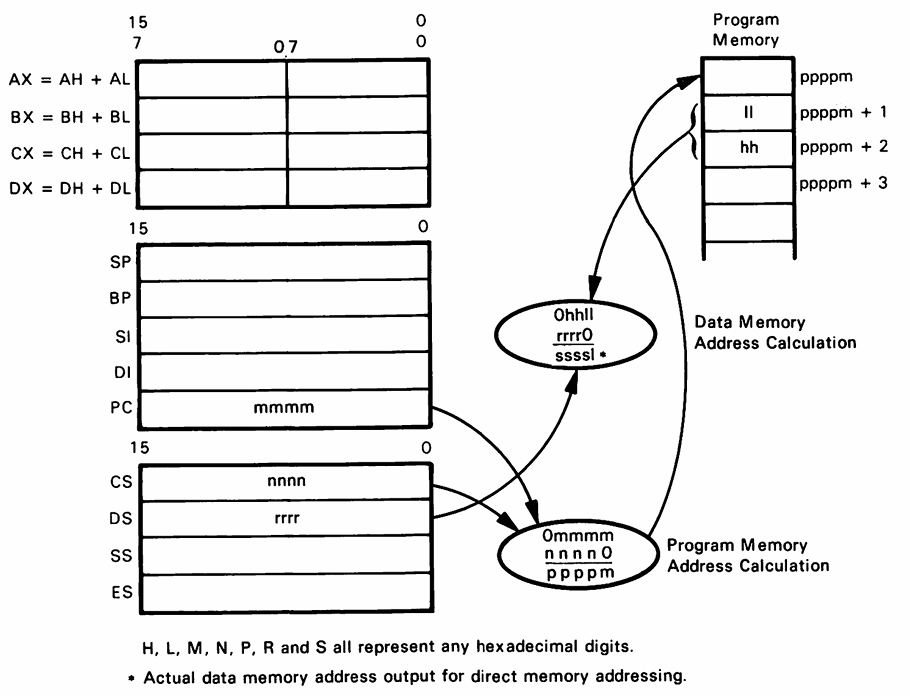 15 0
7 0 7 0
AX = AH + AL
BX = BH + BL
CX = CH + CL
DX = DH + DL
15 0
SP
BP
SI
DI
PC mmmm
15 0
CS nnnn
DS rrrr
SS
ES
Program
Memory
ppppm
ll ppppm + 1
hh ppppm + 2
ppppm + 3
0hhll
rrrr0
ssssl *
Data Memory
Address Calculation
0mmmm
nnnn0
ppppm
Program Memory
Address Calculation
H, L, M, N, P, R and S all represent any hexadecimal digits.
* Actual data memory address output for direct memory addressing.